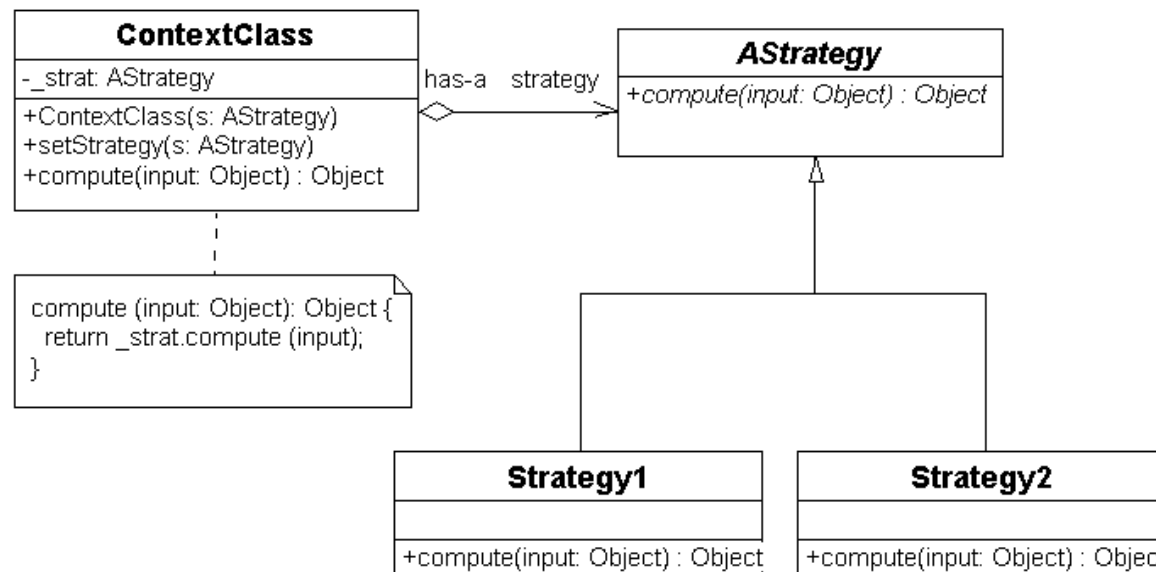 ContextClass
-_strat: AStrategy
+ContextClass(s: AStrategy)
+setStrategy(s: AStrategy)
+compute(input: Object) : Object
has-a strategy
AStrategy
+compute(input: Object) : Object
compute (input: Object): Object {
return _strat.compute (input);
}
Strategy1
+compute(input: Object) : Object
Strategy2
+compute(input: Object) : Objec